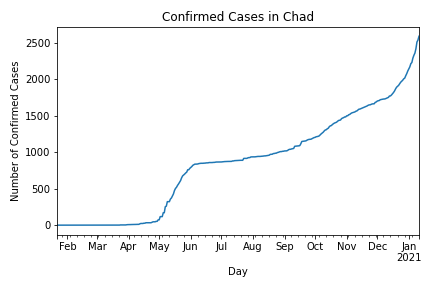 Confirmed Cases in Chad
Number of Confirmed Cases
2500
2000
1500
1000
500
0
Feb Mar Apr May Jun Jul Aug Sep Oct Nov Dec Jan
2021
Day